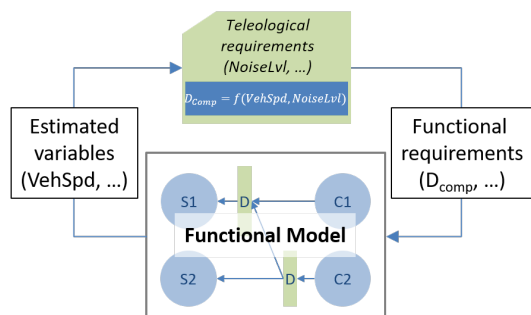 Teleological
requirements
(NoiseLvl, ...)
D_Comp = f(VehSpd, NoiseLvl)
Estimated
variables
(VehSpd, ...)
Functional
requirements
(D_comp, ...)
S1 D C1
Functional Model
S2 D C2